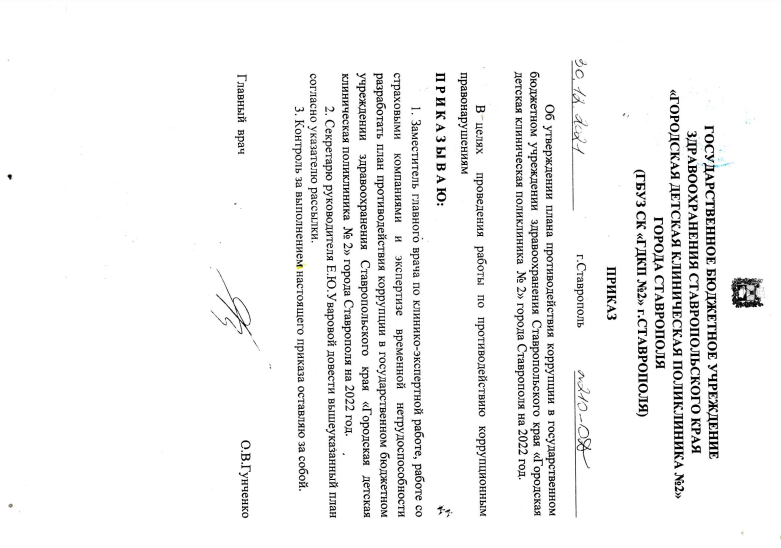 ГОСУДАРСТВЕННОЕ БЮДЖЕТНОЕ УЧРЕЖДЕНИЕ
ЗДРАВООХРАНЕНИЯ СТАВРОПОЛЬСКОГО КРАЯ
«ГОРОДСКАЯ ДЕТСКАЯ КЛИНИЧЕСКАЯ ПОЛИКЛИНИКА №2»
ГОРОДА СТАВРОПОЛЯ
(ГБУЗ СК «ГДКП №2» г.СТАВРОПОЛЯ)
ПРИКАЗ
30.12.2021 г.Ставрополь №210-08
Об утверждении плана противодействия коррупции в государственном
бюджетном учреждении здравоохранения Ставропольского края «Городская
детская клиническая поликлиника № 2» города Ставрополя на 2022 год.
В целях проведения работы по противодействию коррупционным
правонарушениям
П Р И К А З Ы В А Ю:
1. Заместитель главного врача по клинико-экспертной работе, работе со
страховыми компаниями и экспертизе временной нетрудоспособности
разработать план противодействия коррупции в государственном бюджетном
учреждении здравоохранения Ставропольского края «Городская детская
клиническая поликлиника № 2» города Ставрополя на 2022 год.
2. Секретарю руководителя Е.Ю.Уваровой довести вышеуказанный план
согласно указателю рассылки.
3. Контроль за выполнением настоящего приказа оставляю за собой.
Главный врач О.В.Гунченко